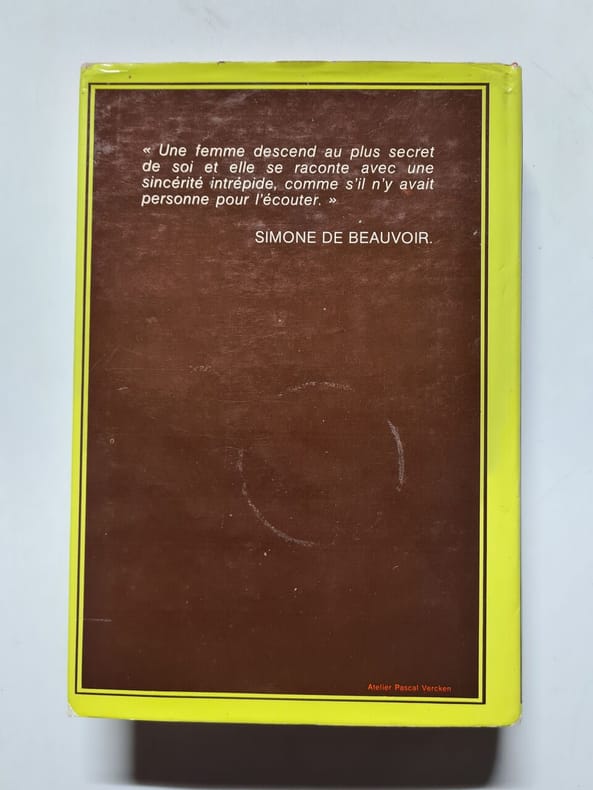 « Une femme descend au plus secret
de soi et elle se raconte avec une
sincérité intrépide, comme s'il n'y avait
personne pour l'écouter. »
SIMONE DE BEAUVOIR.
Atelier Pascal Vercken